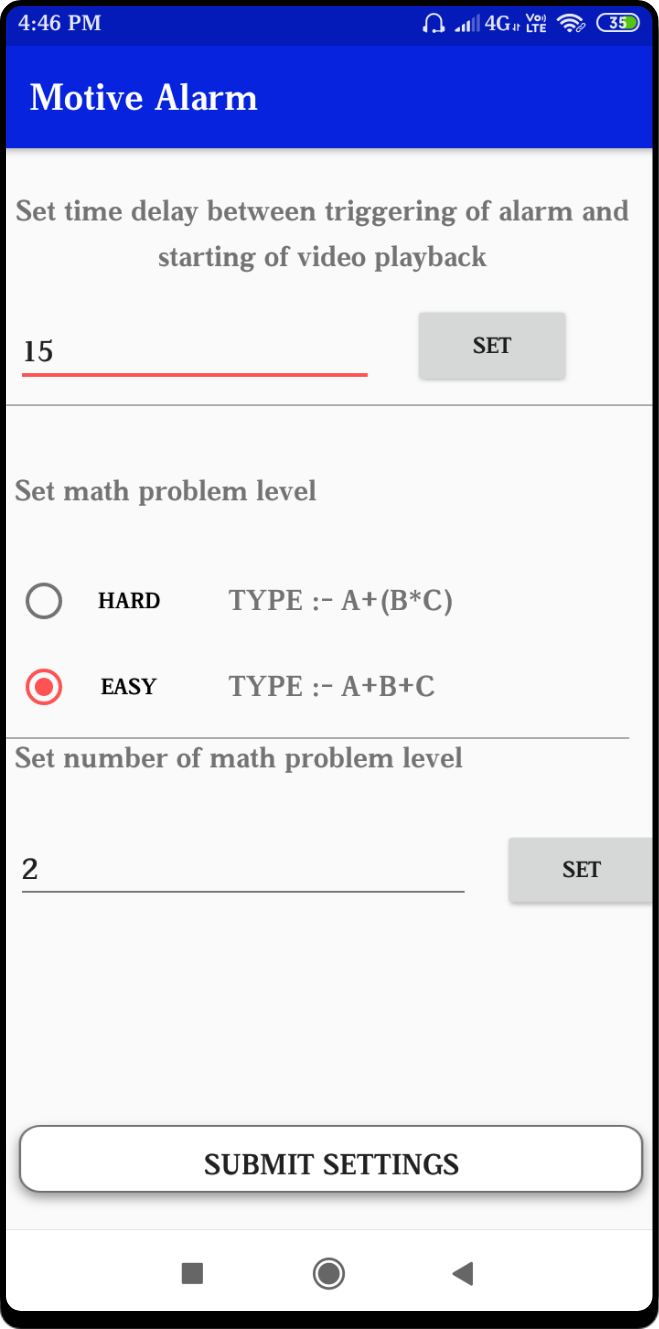 4:46 PM 4G Vo) LTE 35
Motive Alarm
Set time delay between triggering of alarm and
starting of video playback
15 SET
Set math problem level
HARD TYPE :- A+(B*C)
EASY TYPE :- A+B+C
Set number of math problem level
2 SET
SUBMIT SETTINGS